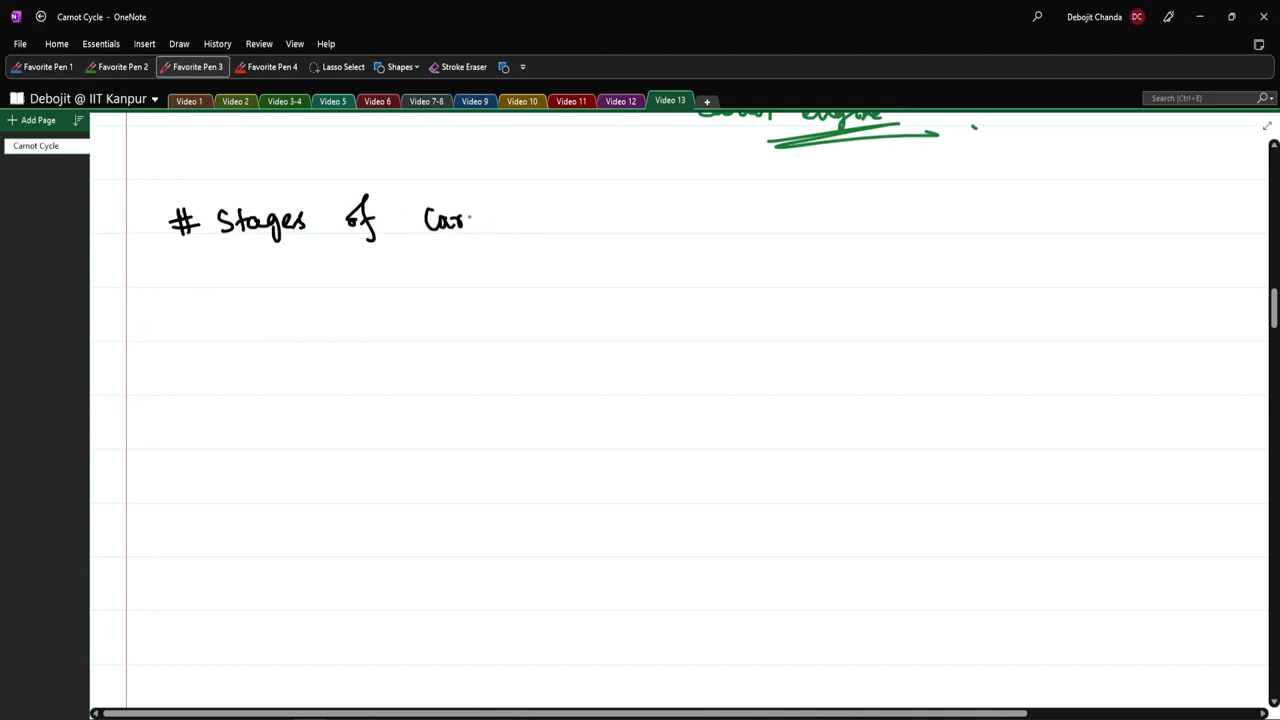 Carnot Cycle - OneNote
Debojit Chanda DC
File Home Essentials Insert Draw History Review View Help
Favorite Pen 1 Favorite Pen 2 Favorite Pen 3 Favorite Pen 4 Lasso Select Shapes Stroke Eraser
Debojit @ IIT Kanpur Video 1 Video 2 Video 3-4 Video 5 Video 6 Video 7-8 Video 9 Video 10 Video 11 Video 12 Video 13 Search (Ctrl+E)
Add Page
Carnot Cycle
engine
# Stages of Car